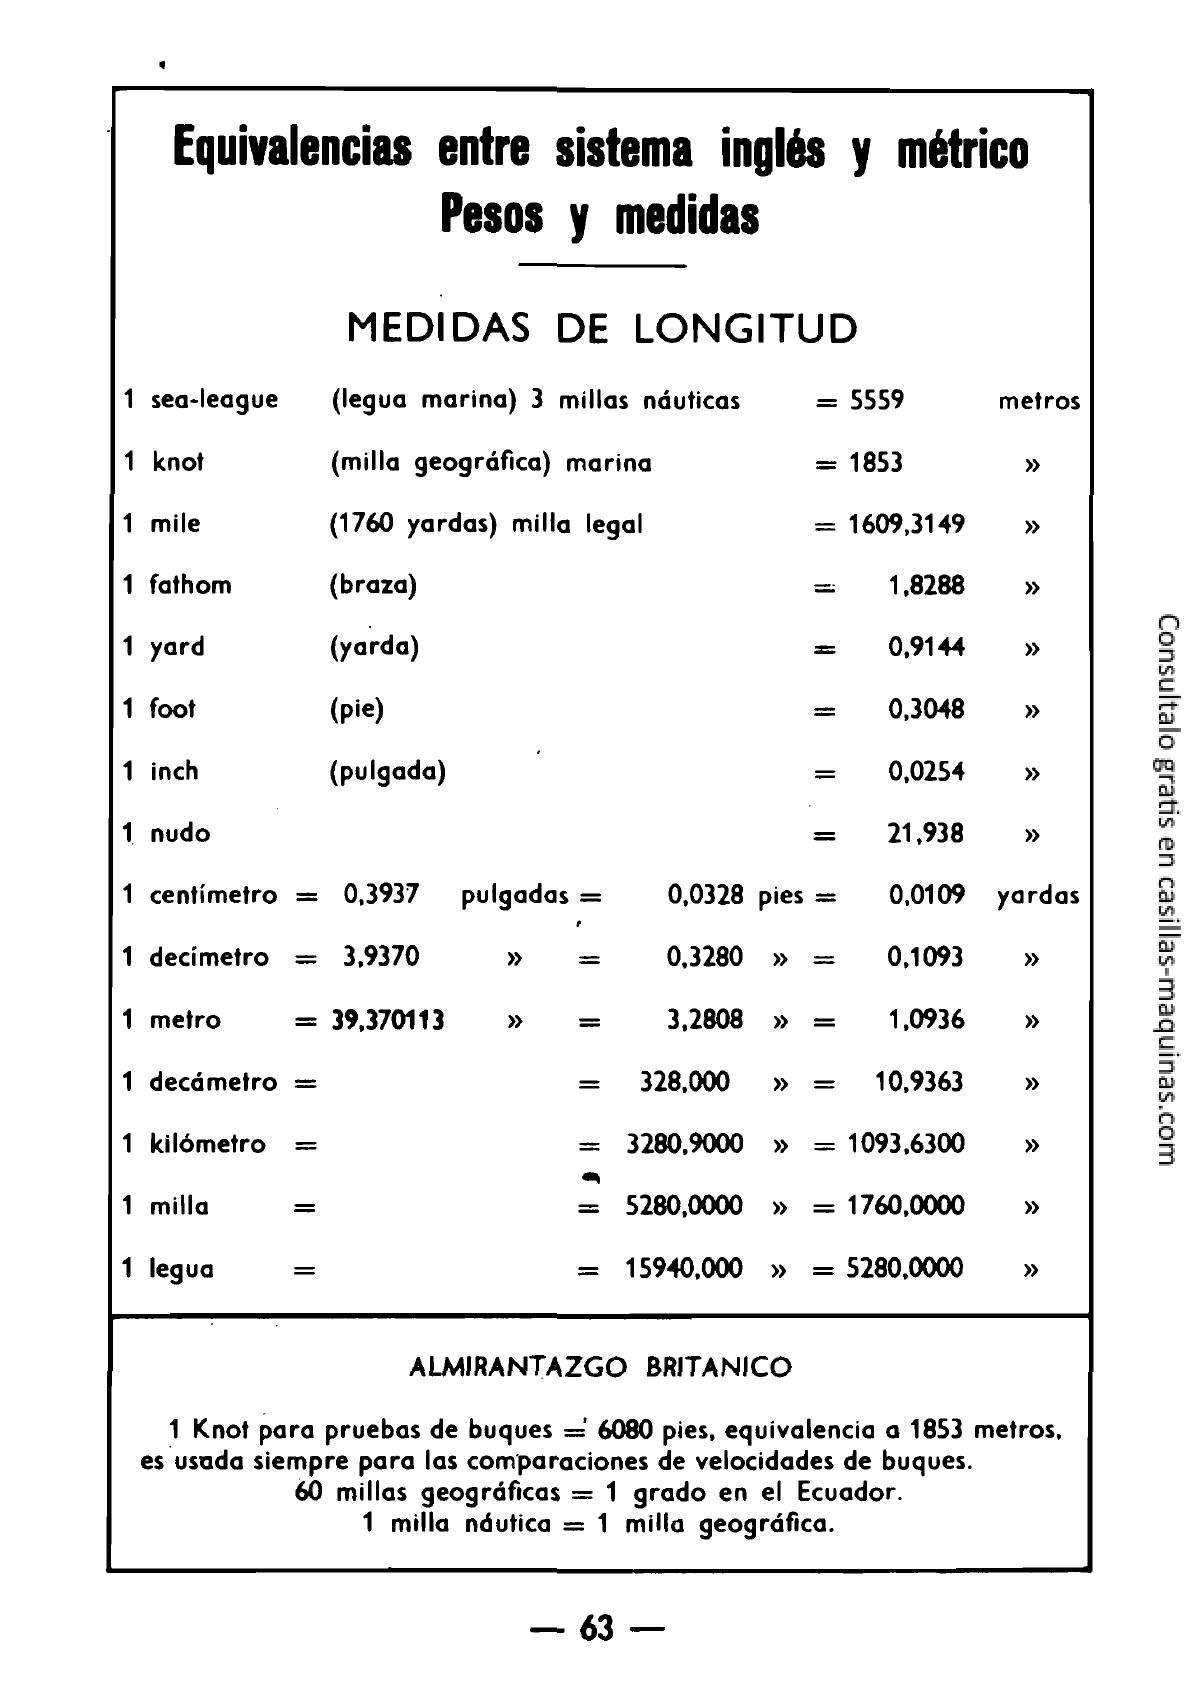 Equivalencias entre sistema inglés y métrico
Pesos y medidas
MEDIDAS DE LONGITUD
1 sea-league (legua marina) 3 millas náuticas = 5559 metros
1 knot (milla geográfica) marina = 1853 »
1 mile (1760 yardas) milla legal = 1609,3149 »
1 fathom (braza) = 1,8288 »
1 yard (yarda) = 0,9144 »
1 foot (pie) = 0,3048 »
1 inch (pulgada) = 0,0254 »
1 nudo = 21,938 »
1 centímetro = 0,3937 pulgadas = 0,0328 pies = 0,0109 yardas
1 decímetro = 3,9370 » = 0,3280 » = 0,1093 »
1 metro = 39,370113 » = 3,2808 » = 1,0936 »
1 decámetro = = 328,000 » = 10,9363 »
1 kilómetro = = 3280,9000 » = 1093,6300 »
1 milla = = 5280,0000 » = 1760,0000 »
1 legua = = 15940,000 » = 5280,0000 »
ALMIRANTAZGO BRITANICO
1 Knot para pruebas de buques = 6080 pies, equivalencia a 1853 metros,
es usada siempre para las comparaciones de velocidades de buques.
60 millas geográficas = 1 grado en el Ecuador.
1 milla náutica = 1 milla geográfica.
— 63 —
Consultalo gratis en casillas-maquinas.com